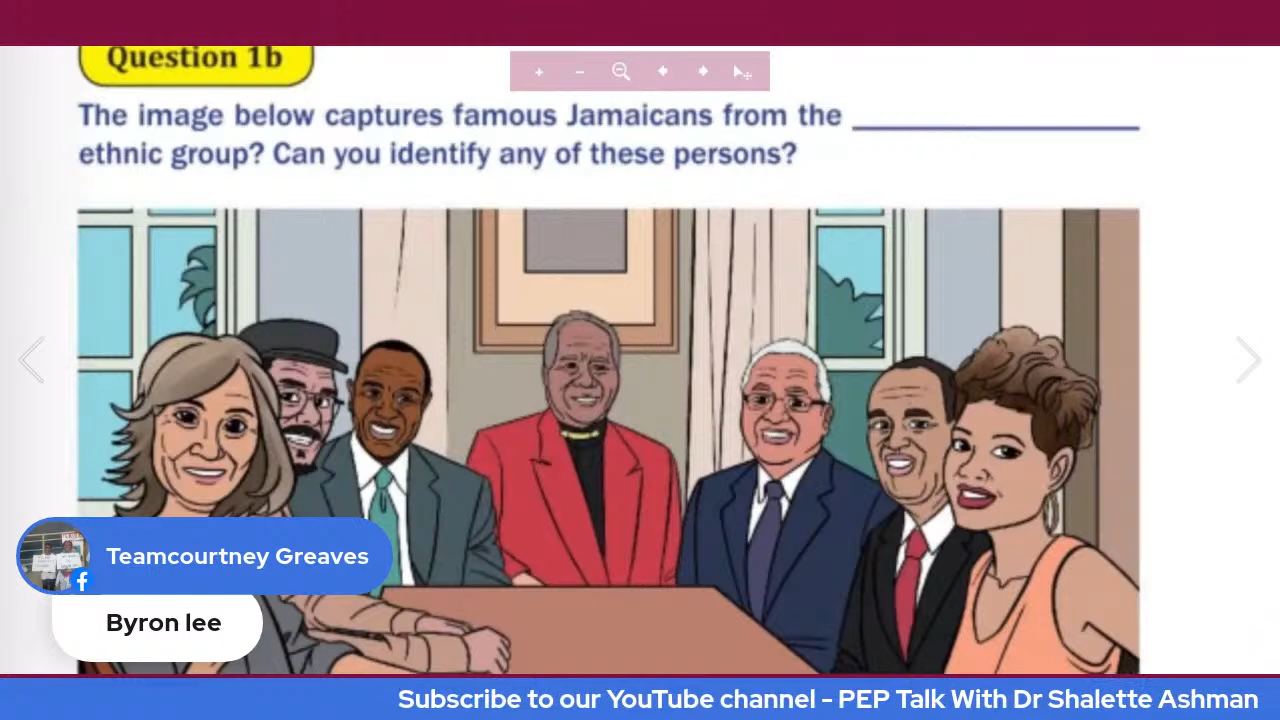 Question 1b
The image below captures famous Jamaicans from the
ethnic group? Can you identify any of these persons?
Teamcourtney Greaves
Byron lee
Subscribe to our YouTube channel - PEP Talk With Dr Shalette Ashman